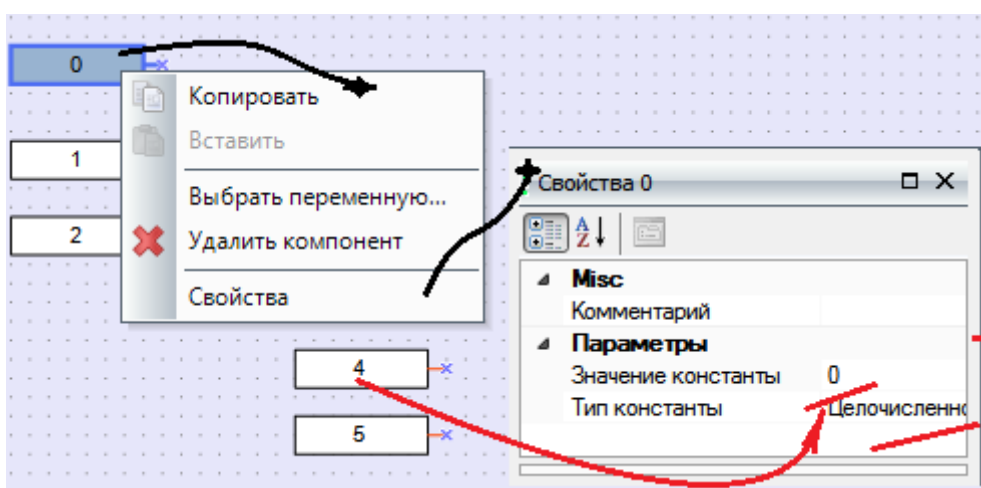 0
Копировать
Вставить
1
Выбрать переменную...
2
Удалить компонент
Свойства
4
5
Свойства 0
Misc
Комментарий
Параметры
Значение константы 0
Тип константы Целочисленно